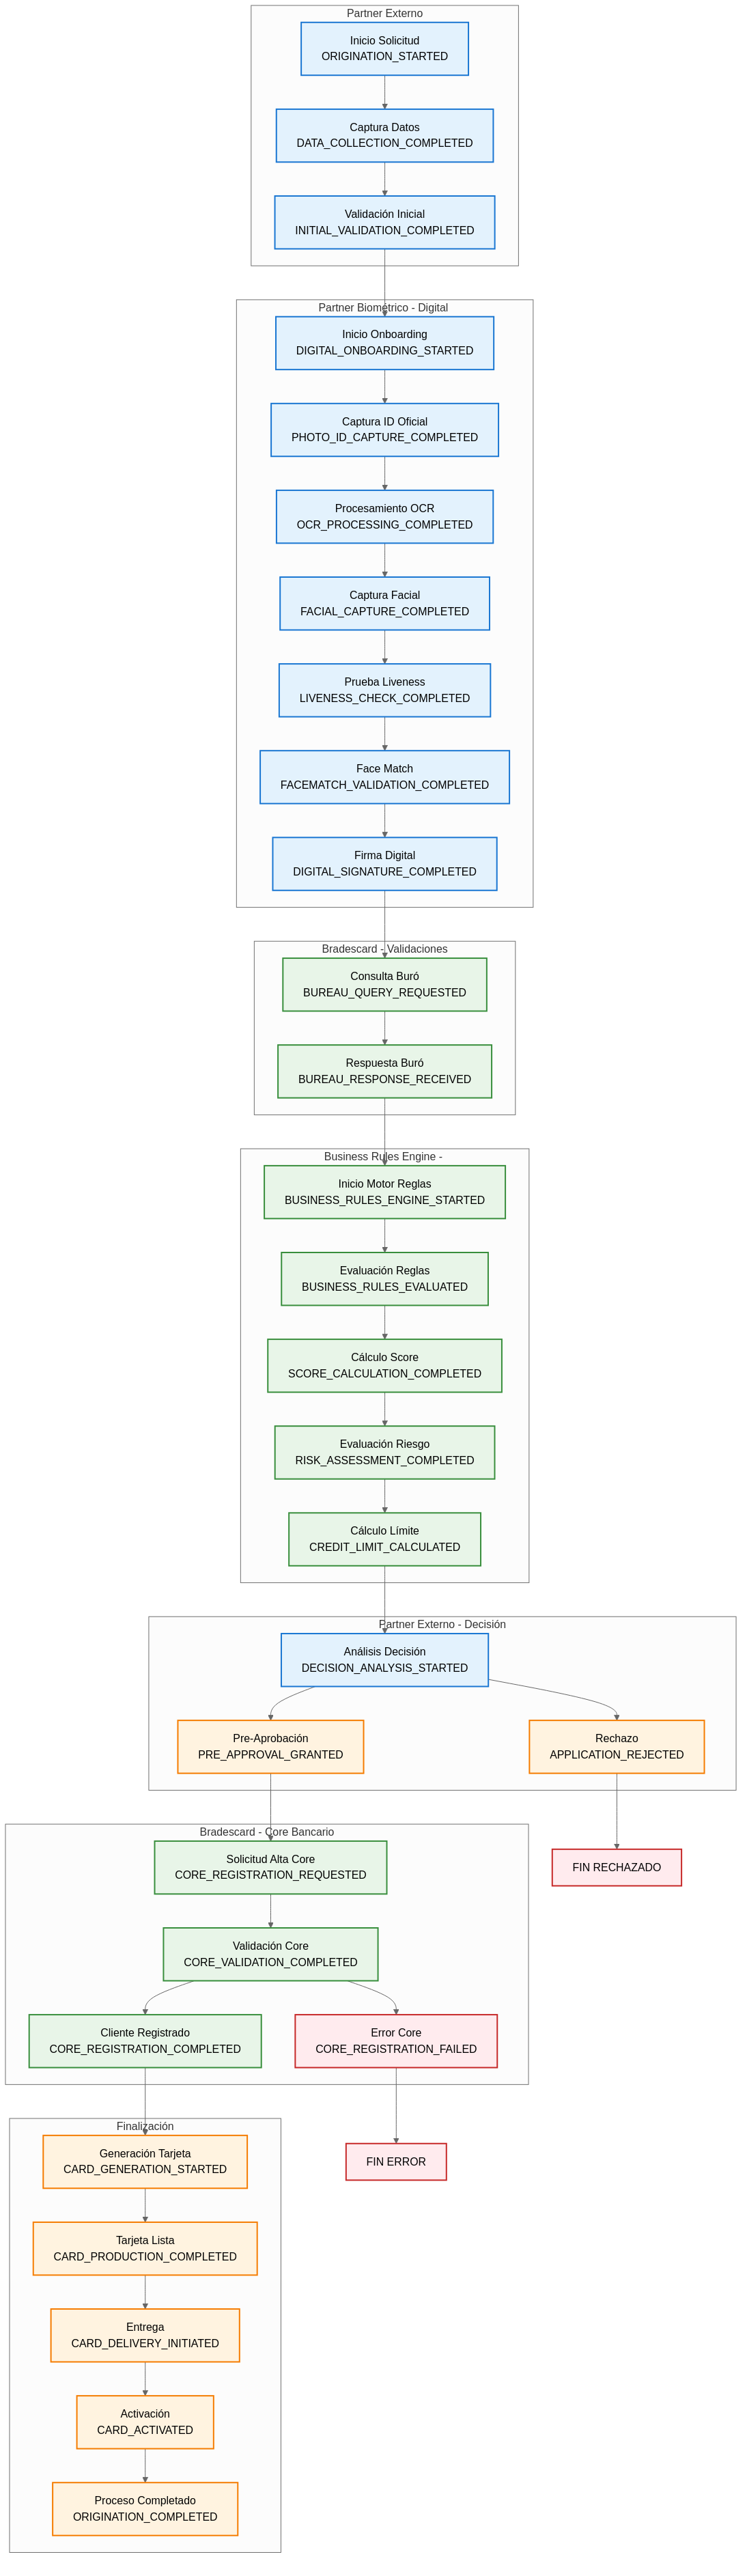 Partner Externo
Inicio Solicitud
ORIGINATION_STARTED
Captura Datos
DATA_COLLECTION_COMPLETED
Validación Inicial
INITIAL_VALIDATION_COMPLETED
Partner Biométrico - Digital
Inicio Onboarding
DIGITAL_ONBOARDING_STARTED
Captura ID Oficial
PHOTO_ID_CAPTURE_COMPLETED
Procesamiento OCR
OCR_PROCESSING_COMPLETED
Captura Facial
FACIAL_CAPTURE_COMPLETED
Prueba Liveness
LIVENESS_CHECK_COMPLETED
Face Match
FACEMATCH_VALIDATION_COMPLETED
Firma Digital
DIGITAL_SIGNATURE_COMPLETED
Bradescard - Validaciones
Consulta Buró
BUREAU_QUERY_REQUESTED
Respuesta Buró
BUREAU_RESPONSE_RECEIVED
Business Rules Engine -
Inicio Motor Reglas
BUSINESS_RULES_ENGINE_STARTED
Evaluación Reglas
BUSINESS_RULES_EVALUATED
Cálculo Score
SCORE_CALCULATION_COMPLETED
Evaluación Riesgo
RISK_ASSESSMENT_COMPLETED
Cálculo Límite
CREDIT_LIMIT_CALCULATED
Partner Externo - Decisión
Análisis Decisión
DECISION_ANALYSIS_STARTED
Pre-Aprobación
PRE_APPROVAL_GRANTED
Rechazo
APPLICATION_REJECTED
Bradescard - Core Bancario
Solicitud Alta Core
CORE_REGISTRATION_REQUESTED
FIN RECHAZADO
Validación Core
CORE_VALIDATION_COMPLETED
Cliente Registrado
CORE_REGISTRATION_COMPLETED
Error Core
CORE_REGISTRATION_FAILED
Finalización
Generación Tarjeta
CARD_GENERATION_STARTED
FIN ERROR
Tarjeta Lista
CARD_PRODUCTION_COMPLETED
Entrega
CARD_DELIVERY_INITIATED
Activación
CARD_ACTIVATED
Proceso Completado
ORIGINATION_COMPLETED